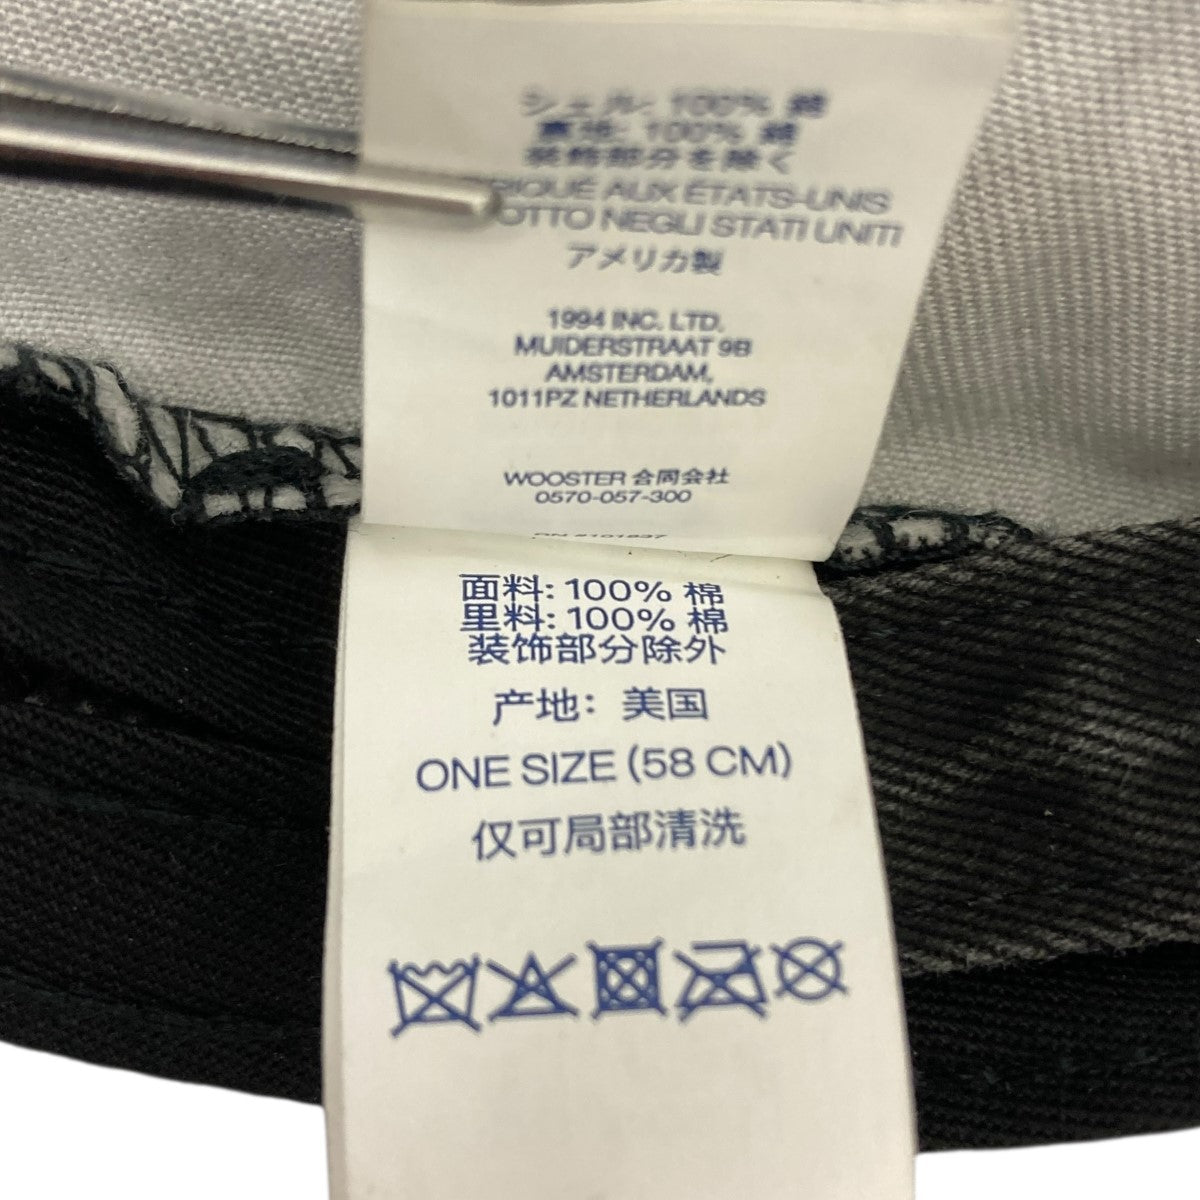 シェル: 100% 綿
裏地: 100% 綿
装飾部分を除く
RIQUÉ AUX ÉTATS-UNIS
OTTO NEGLI STATI UNITI
アメリカ製
1994 INC. LTD.
MUIDERSTRAAT 9B
AMSTERDAM,
1011PZ NETHERLANDS
WOOSTER 合同会社
0570-057-300
面料: 100% 棉
里料: 100% 棉
装饰部分除外
产地: 美国
ONE SIZE (58 CM)
仅可局部清洗